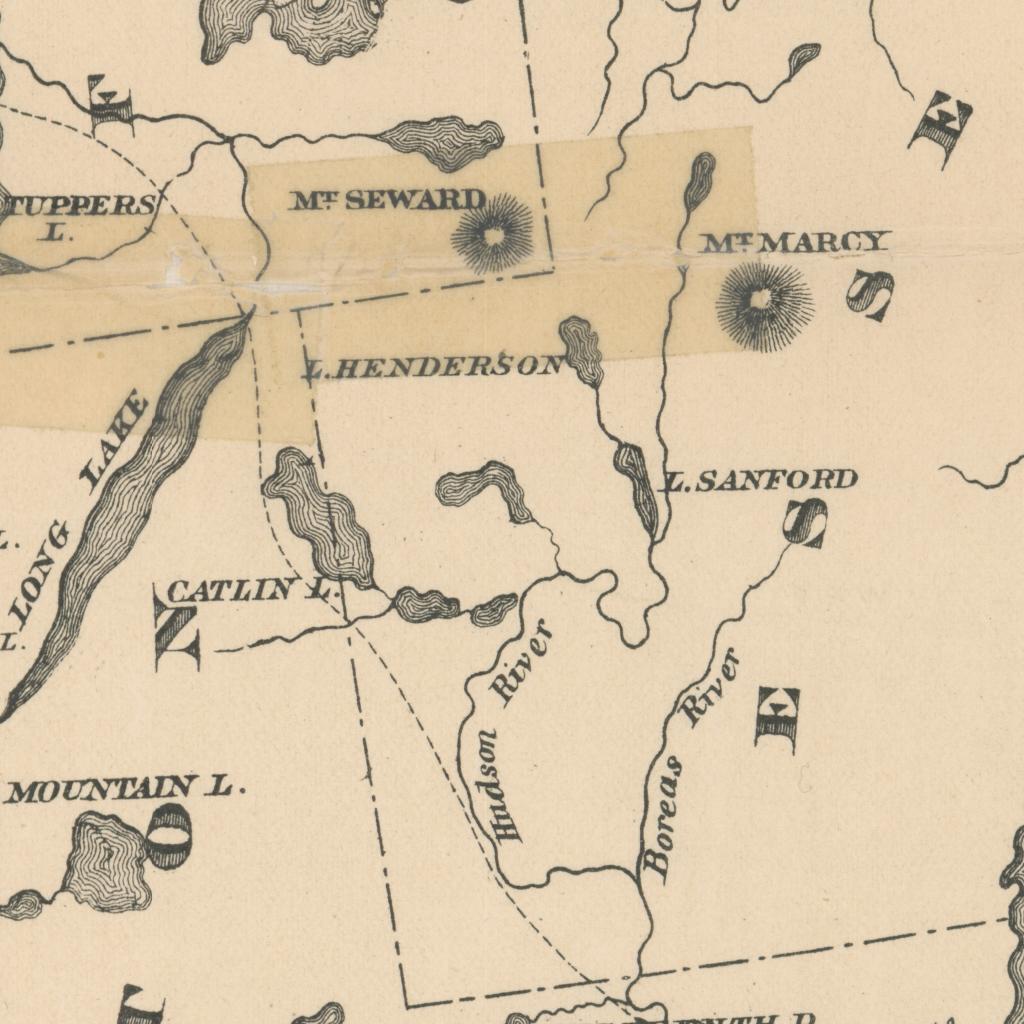 F
E
TUPPERS
L.
MT SEWARD
MT MARCY
S
L. HENDERSON
LONG LAKE
L. SANFORD
S
L.
CATLIN L.
N
L.
Hudson River
Boreas River
E
MOUNTAIN L.
O